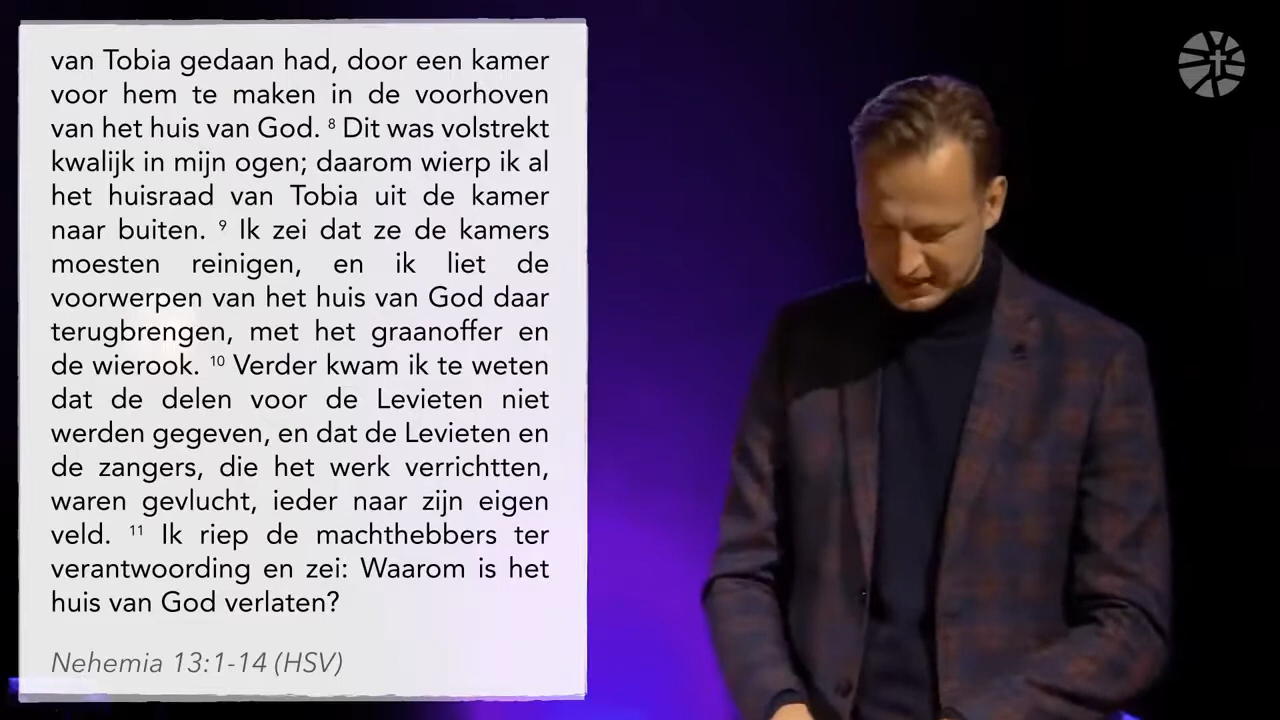 van Tobia gedaan had, door een kamer
voor hem te maken in de voorhoven
van het huis van God. ⁸ Dit was volstrekt
kwalijk in mijn ogen; daarom wierp ik al
het huisraad van Tobia uit de kamer
naar buiten. ⁹ Ik zei dat ze de kamers
moesten reinigen, en ik liet de
voorwerpen van het huis van God daar
terugbrengen, met het graanoffer en
de wierook. ¹⁰ Verder kwam ik te weten
dat de delen voor de Levieten niet
werden gegeven, en dat de Levieten en
de zangers, die het werk verrichtten,
waren gevlucht, ieder naar zijn eigen
veld. ¹¹ Ik riep de machthebbers ter
verantwoording en zei: Waarom is het
huis van God verlaten?
Nehemia 13:1-14 (HSV)